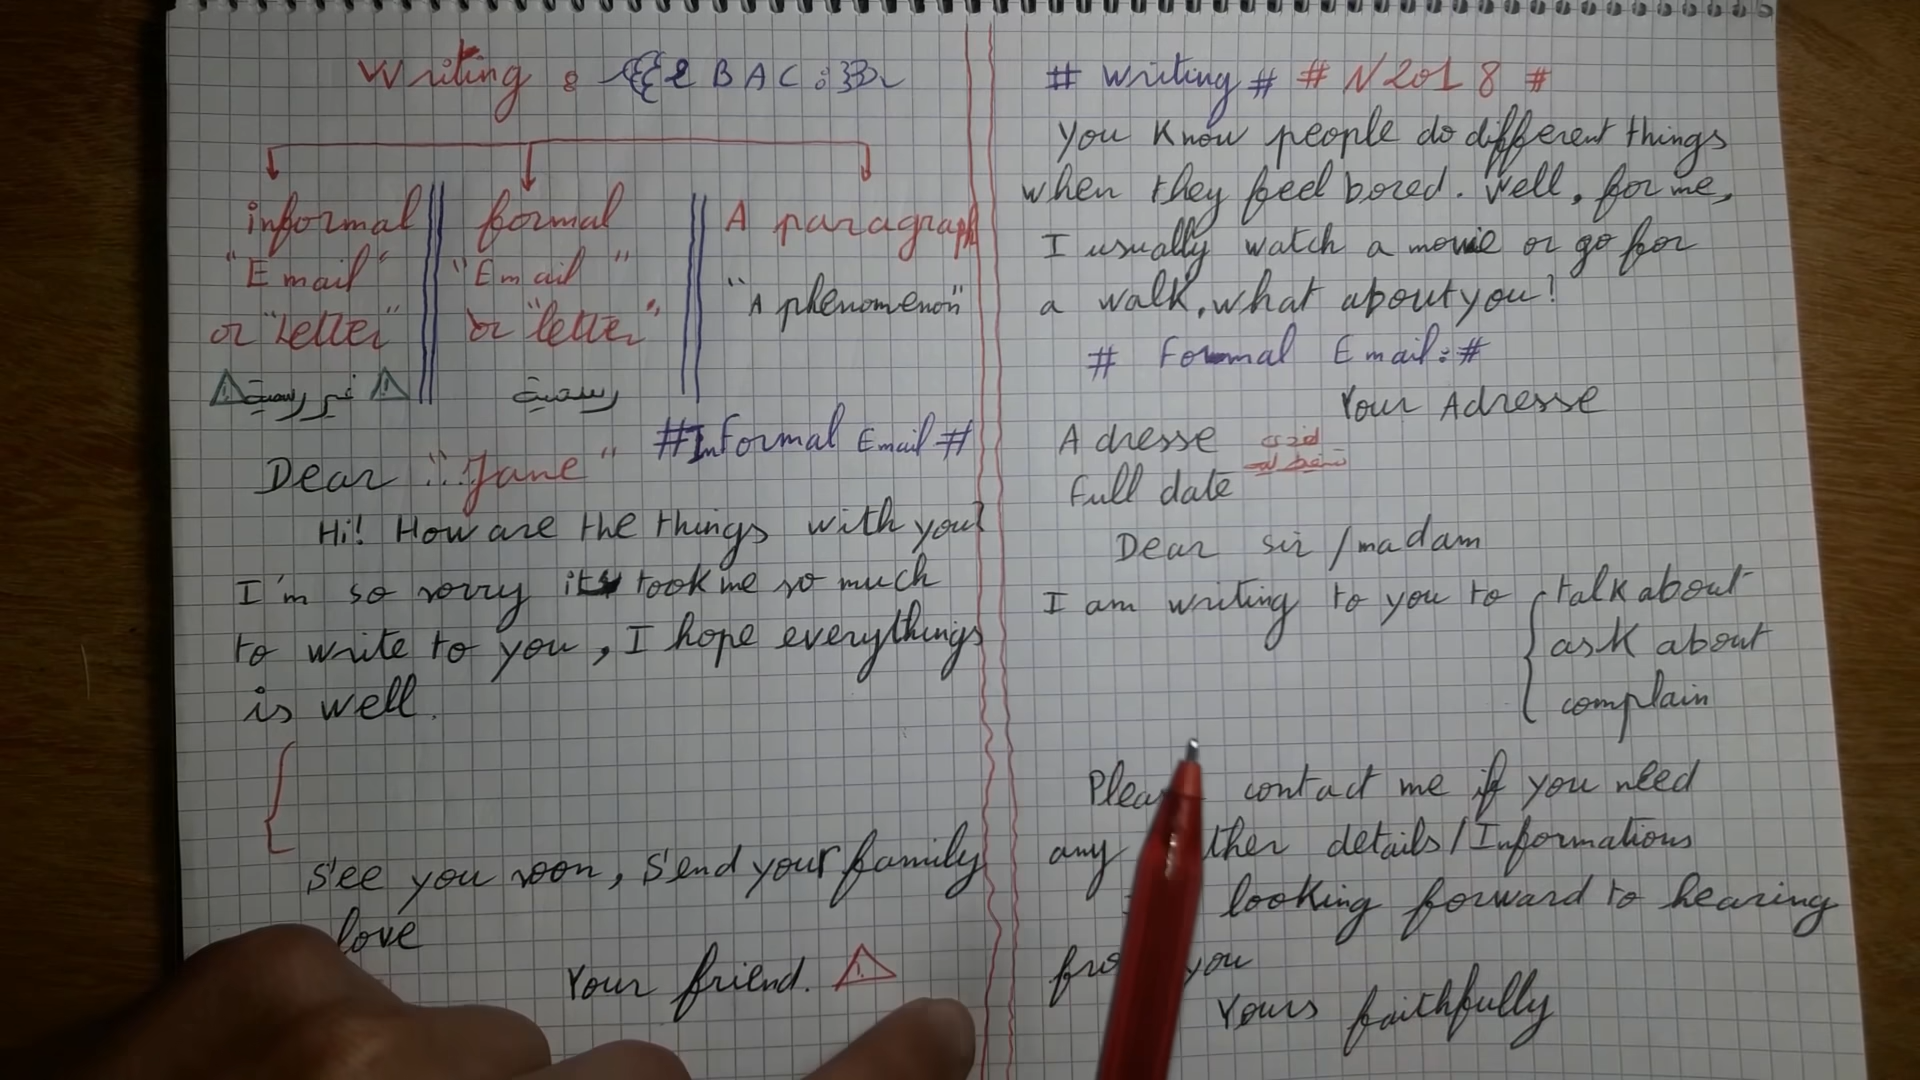 Writing : {{{2 BAC:}}}
informal
"Email"
or "Letter"
غير رسمية
formal
"Email"
or "letter"
رسمية
A paragraph
"A phenomenon"
#Informal Email#
Dear "Jane"
Hi! How are the things with you?
I'm so sorry it took me so much
to write to you, I hope everythings
is well.
See you soon, Send your family
love
Your friend.
# Writing # # N2018 #
You know people do different things
when they feel bored. Well, for me,
I usually watch a movie or go for
a walk, what about you!
# Formal Email: #
Your Adresse
Adresse
Full date
Dear sir /madam
I am writing to you to talk about
ask about
complain
contact me if you need
any details/Informations
looking forward to hearing
you
Yours faithfully